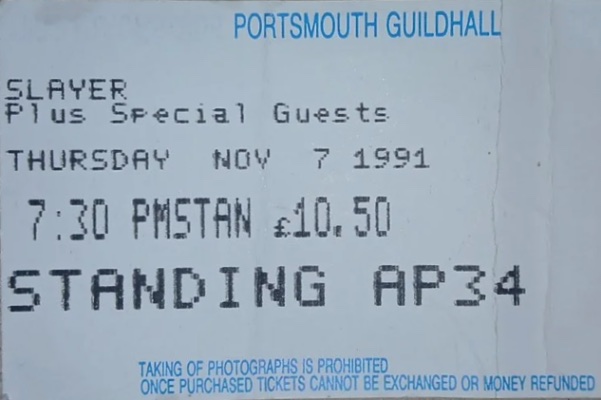 PORTSMOUTH GUILDHALL
SLAYER
Plus Special Guests
THURSDAY NOV 7 1991
7:30 PMSTAN £10.50
STANDING AP34
TAKING OF PHOTOGRAPHS IS PROHIBITED
ONCE PURCHASED TICKETS CANNOT BE EXCHANGED OR MONEY REFUNDED